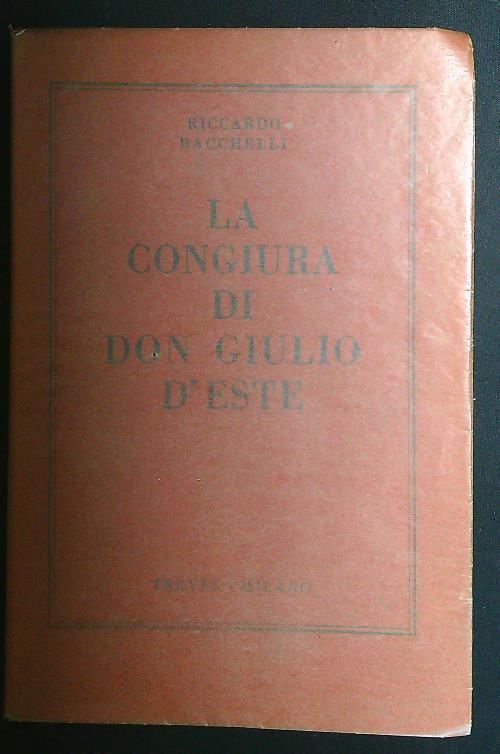 RICCARDO
BACCHELLI
LA
CONGIURA
DI
DON GIULIO
D'ESTE
TREVES - MILANO